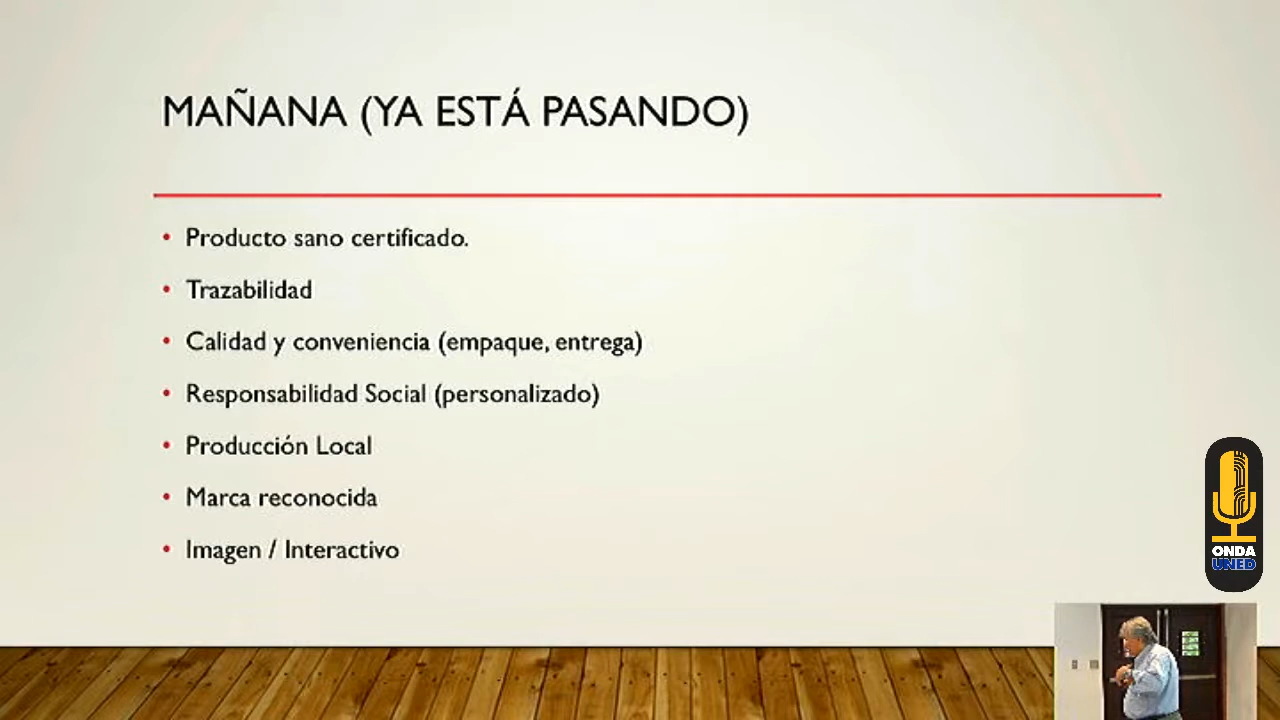 MAÑANA (YA ESTÁ PASANDO)
• Producto sano certificado.
• Trazabilidad
• Calidad y conveniencia (empaque, entrega)
• Responsabilidad Social (personalizado)
• Producción Local
• Marca reconocida
• Imagen / Interactivo
ONDA
UNED